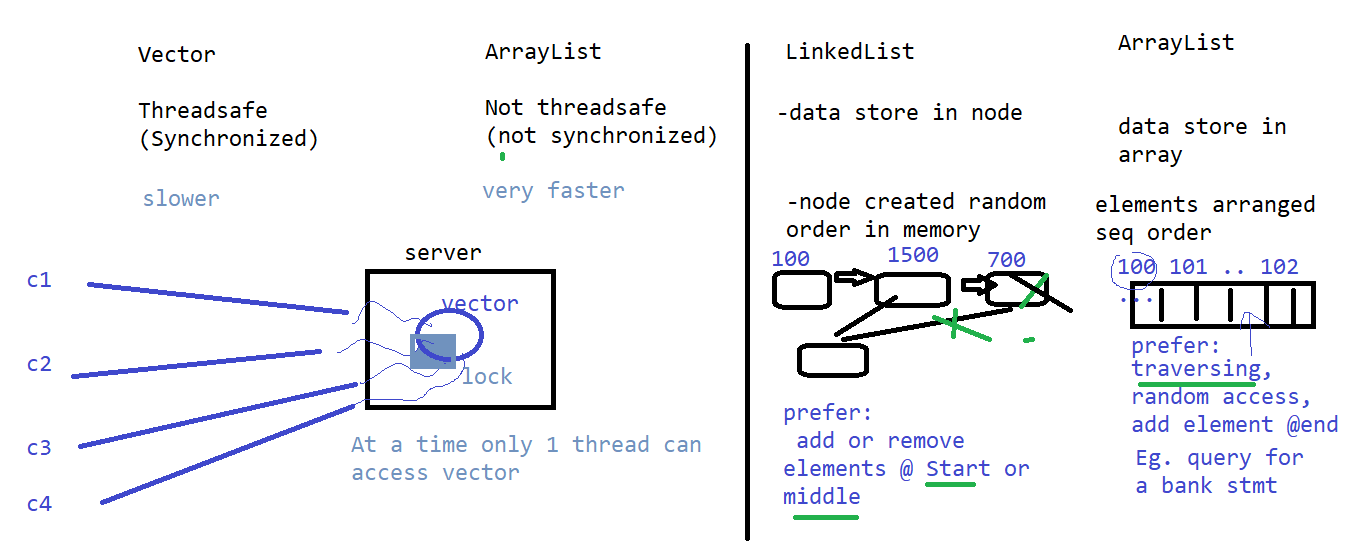 Vector
ArrayList
Threadsafe
(Synchronized)
Not threadsafe
(not synchronized)
slower
very faster
server
c1
c2
c3
c4
vector
lock
At a time only 1 thread can
access vector
LinkedList
-data store in node
-node created random
order in memory
100
1500
700
prefer:
add or remove
elements @ Start or
middle
ArrayList
data store in
array
elements arranged
seq order
100 101 .. 102
...
prefer:
traversing,
random access,
add element @end
Eg. query for
a bank stmt